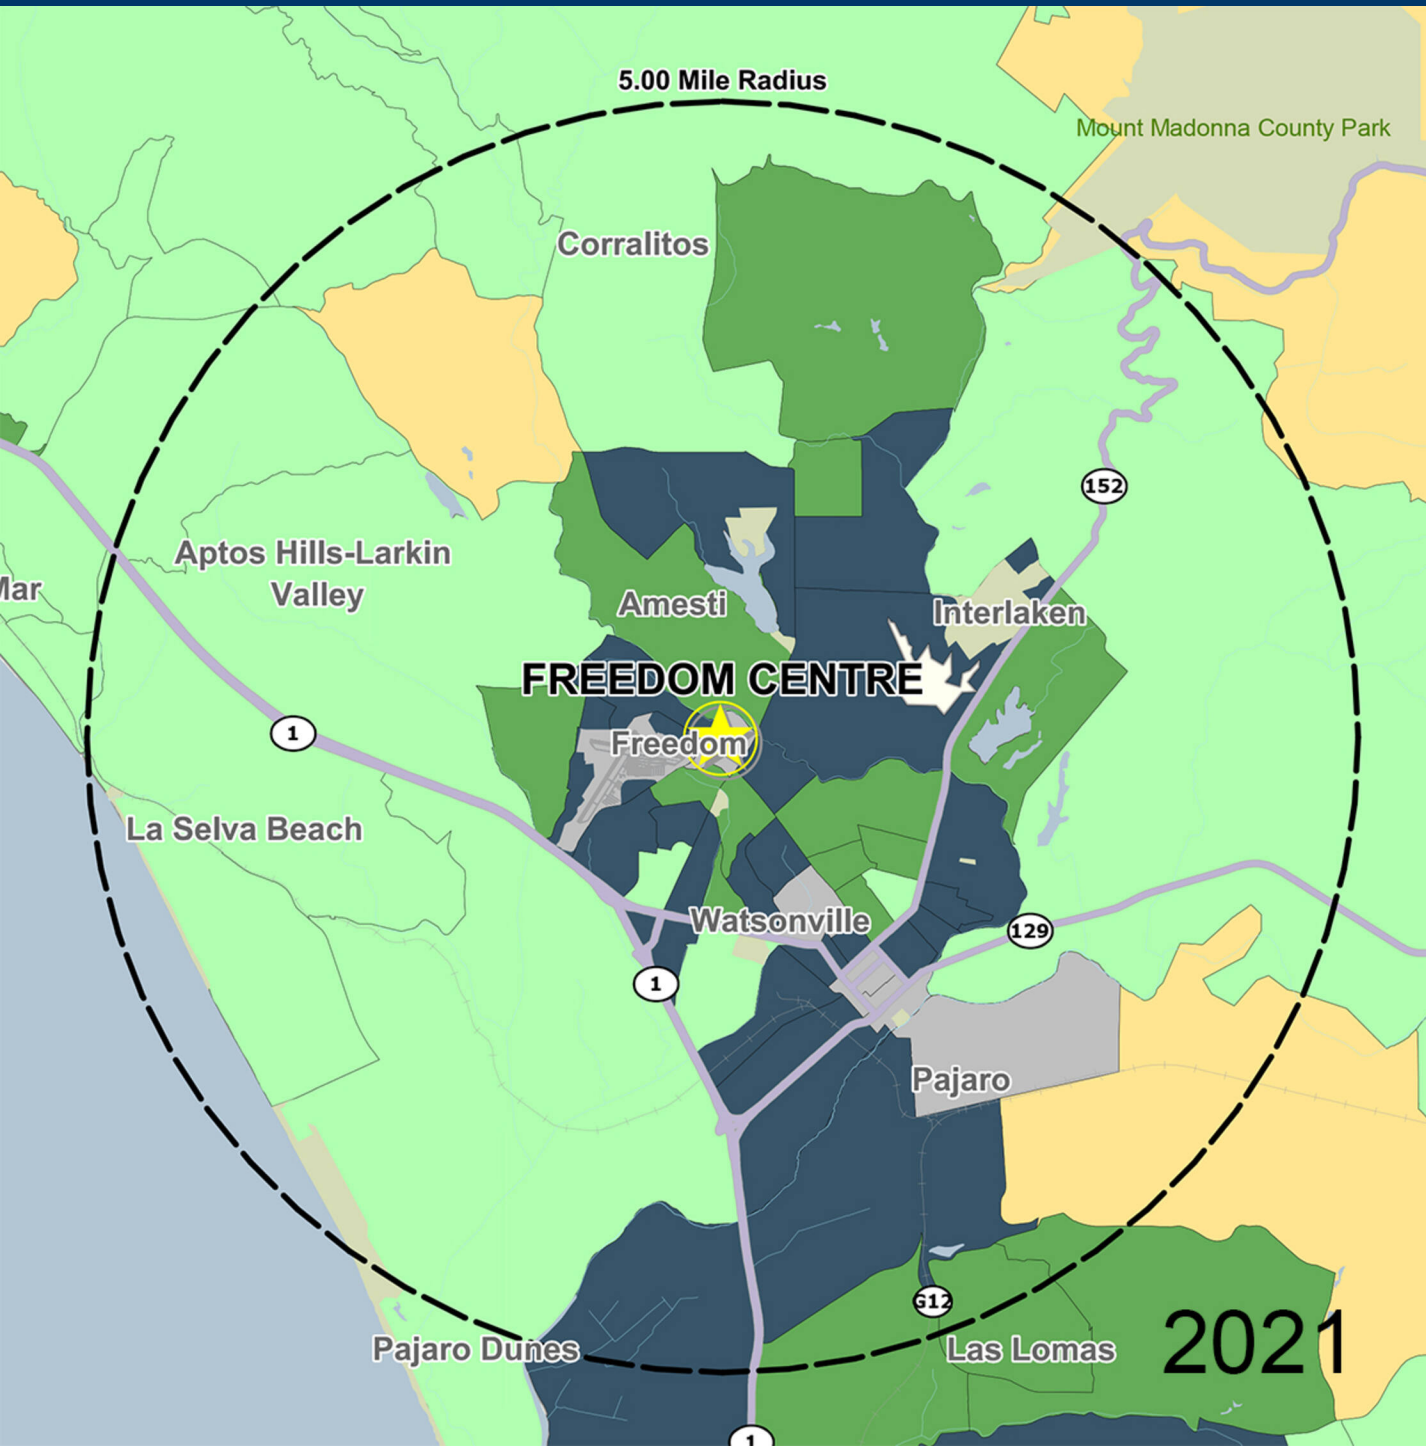 5.00 Mile Radius
Mount Madonna County Park
Corralitos
152
Aptos Hills-Larkin
Valley
Mar
Amesti
Interlaken
FREEDOM CENTRE
1
Freedom
La Selva Beach
Watsonville
129
1
Pajaro
G12
Pajaro Dunes
Las Lomas
2021
1